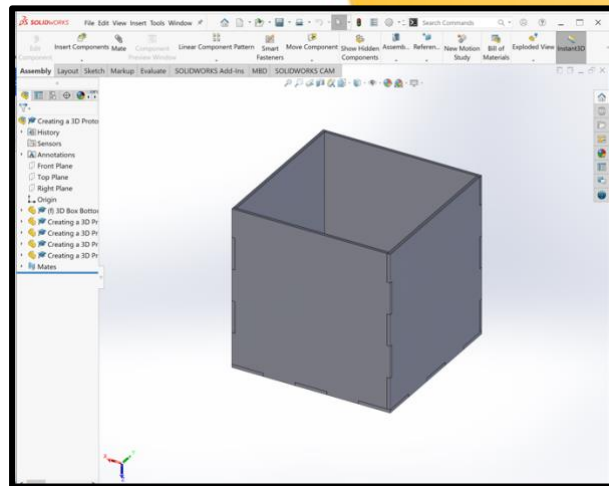 SOLIDWORKS File Edit View Insert Tools Window Search Commands
Edit Component Insert Components Mate Component Preview Window Linear Component Pattern Smart Fasteners Move Component Show Hidden Components Assemb... Referen... New Motion Study Bill of Materials Exploded View Instant3D
Assembly Layout Sketch Markup Evaluate SOLIDWORKS Add-Ins MBD SOLIDWORKS CAM
Creating a 3D Proto
History
Sensors
Annotations
Front Plane
Top Plane
Right Plane
Origin
(f) 3D Box Botto
Creating a 3D Pr
Creating a 3D Pr
Creating a 3D Pr
Creating a 3D Pr
Mates